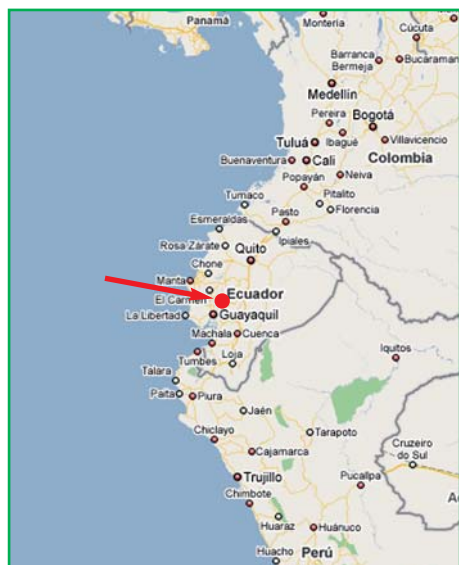 Panamá
Montería
Cúcuta
Barranca
Bermeja
Bucaraman
Medellín
Pereira
Bogotá
Tuluá
Ibagué
Villavicencio
Buenaventura
Cali
Colombia
Popayán
Neiva
Tumaco
Pitalito
Florencia
Pasto
Esmeraldas
Ipiales
Rosa Zárate
Quito
Chone
Manta
Ecuador
El Carmen
La Libertad
Guayaquil
Machala
Cuenca
Iquitos
Tumbes
Loja
Talara
Paita
Piura
Jaén
Chiclayo
Tarapoto
Cajamarca
Cruzeiro
do Sul
Trujillo
Pucallpa
Chimbote
Ac
Huaraz
Huánuco
Huacho
Perú